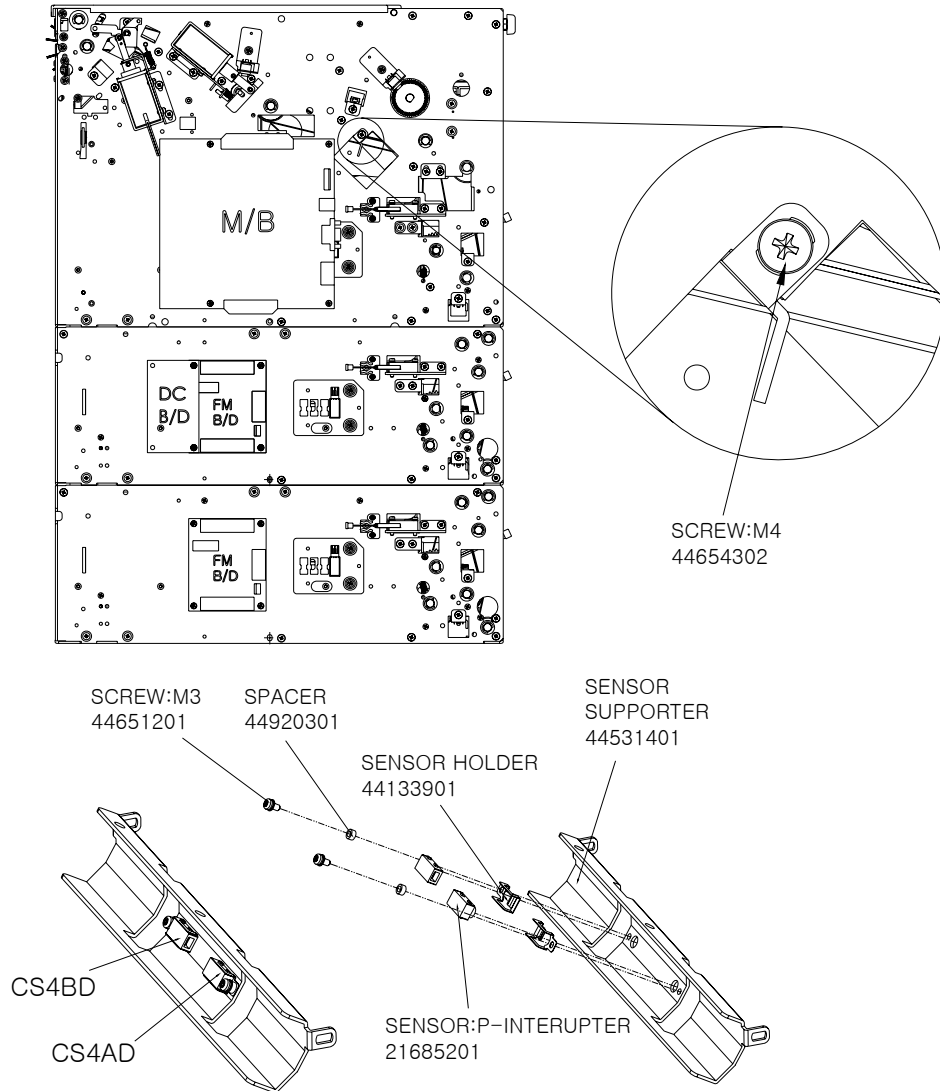 M/B
DC
B/D
FM
B/D
FM
B/D
SCREW:M4
44654302
SCREW:M3
44651201
SPACER
44920301
SENSOR HOLDER
44133901
SENSOR
SUPPORTER
44531401
CS4BD
CS4AD
SENSOR:P-INTERUPTER
21685201